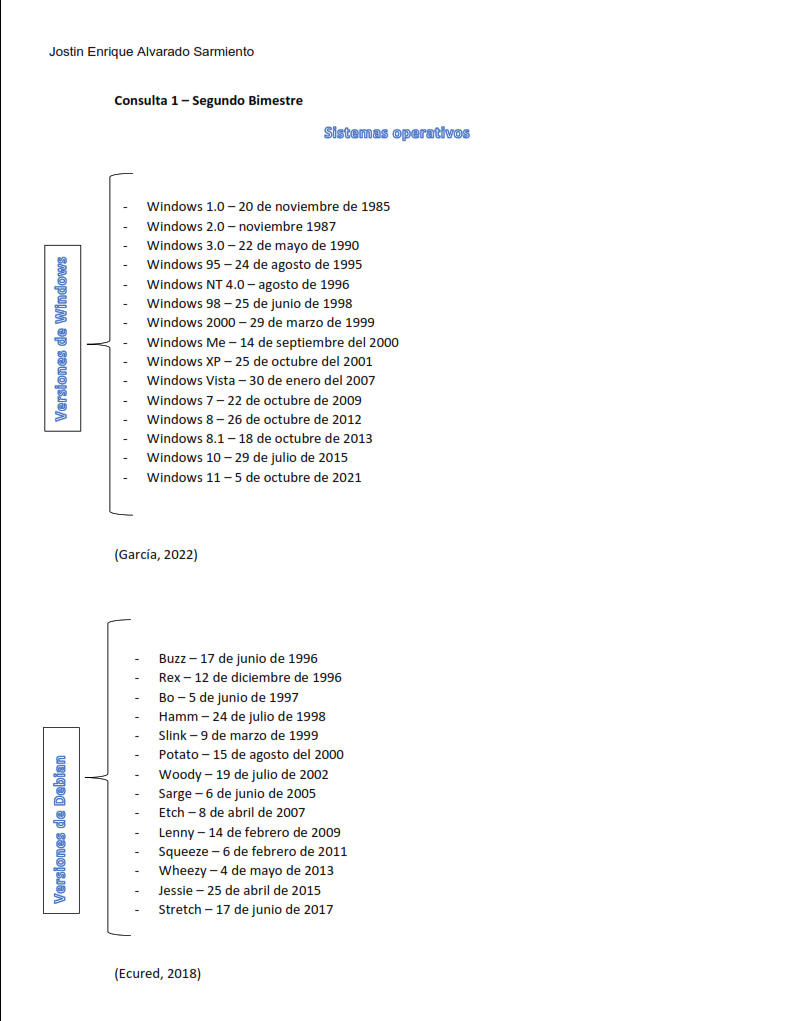 Jostin Enrique Alvarado Sarmiento
Consulta 1 – Segundo Bimestre
Sistemas operativos
Versiones de Windows
- Windows 1.0 – 20 de noviembre de 1985
- Windows 2.0 – noviembre 1987
- Windows 3.0 – 22 de mayo de 1990
- Windows 95 – 24 de agosto de 1995
- Windows NT 4.0 – agosto de 1996
- Windows 98 – 25 de junio de 1998
- Windows 2000 – 29 de marzo de 1999
- Windows Me – 14 de septiembre del 2000
- Windows XP – 25 de octubre del 2001
- Windows Vista – 30 de enero del 2007
- Windows 7 – 22 de octubre de 2009
- Windows 8 – 26 de octubre de 2012
- Windows 8.1 – 18 de octubre de 2013
- Windows 10 – 29 de julio de 2015
- Windows 11 – 5 de octubre de 2021
(García, 2022)
Versiones de Debian
- Buzz – 17 de junio de 1996
- Rex – 12 de diciembre de 1996
- Bo – 5 de junio de 1997
- Hamm – 24 de julio de 1998
- Slink – 9 de marzo de 1999
- Potato – 15 de agosto del 2000
- Woody – 19 de julio de 2002
- Sarge – 6 de junio de 2005
- Etch – 8 de abril de 2007
- Lenny – 14 de febrero de 2009
- Squeeze – 6 de febrero de 2011
- Wheezy – 4 de mayo de 2013
- Jessie – 25 de abril de 2015
- Stretch – 17 de junio de 2017
(Ecured, 2018)